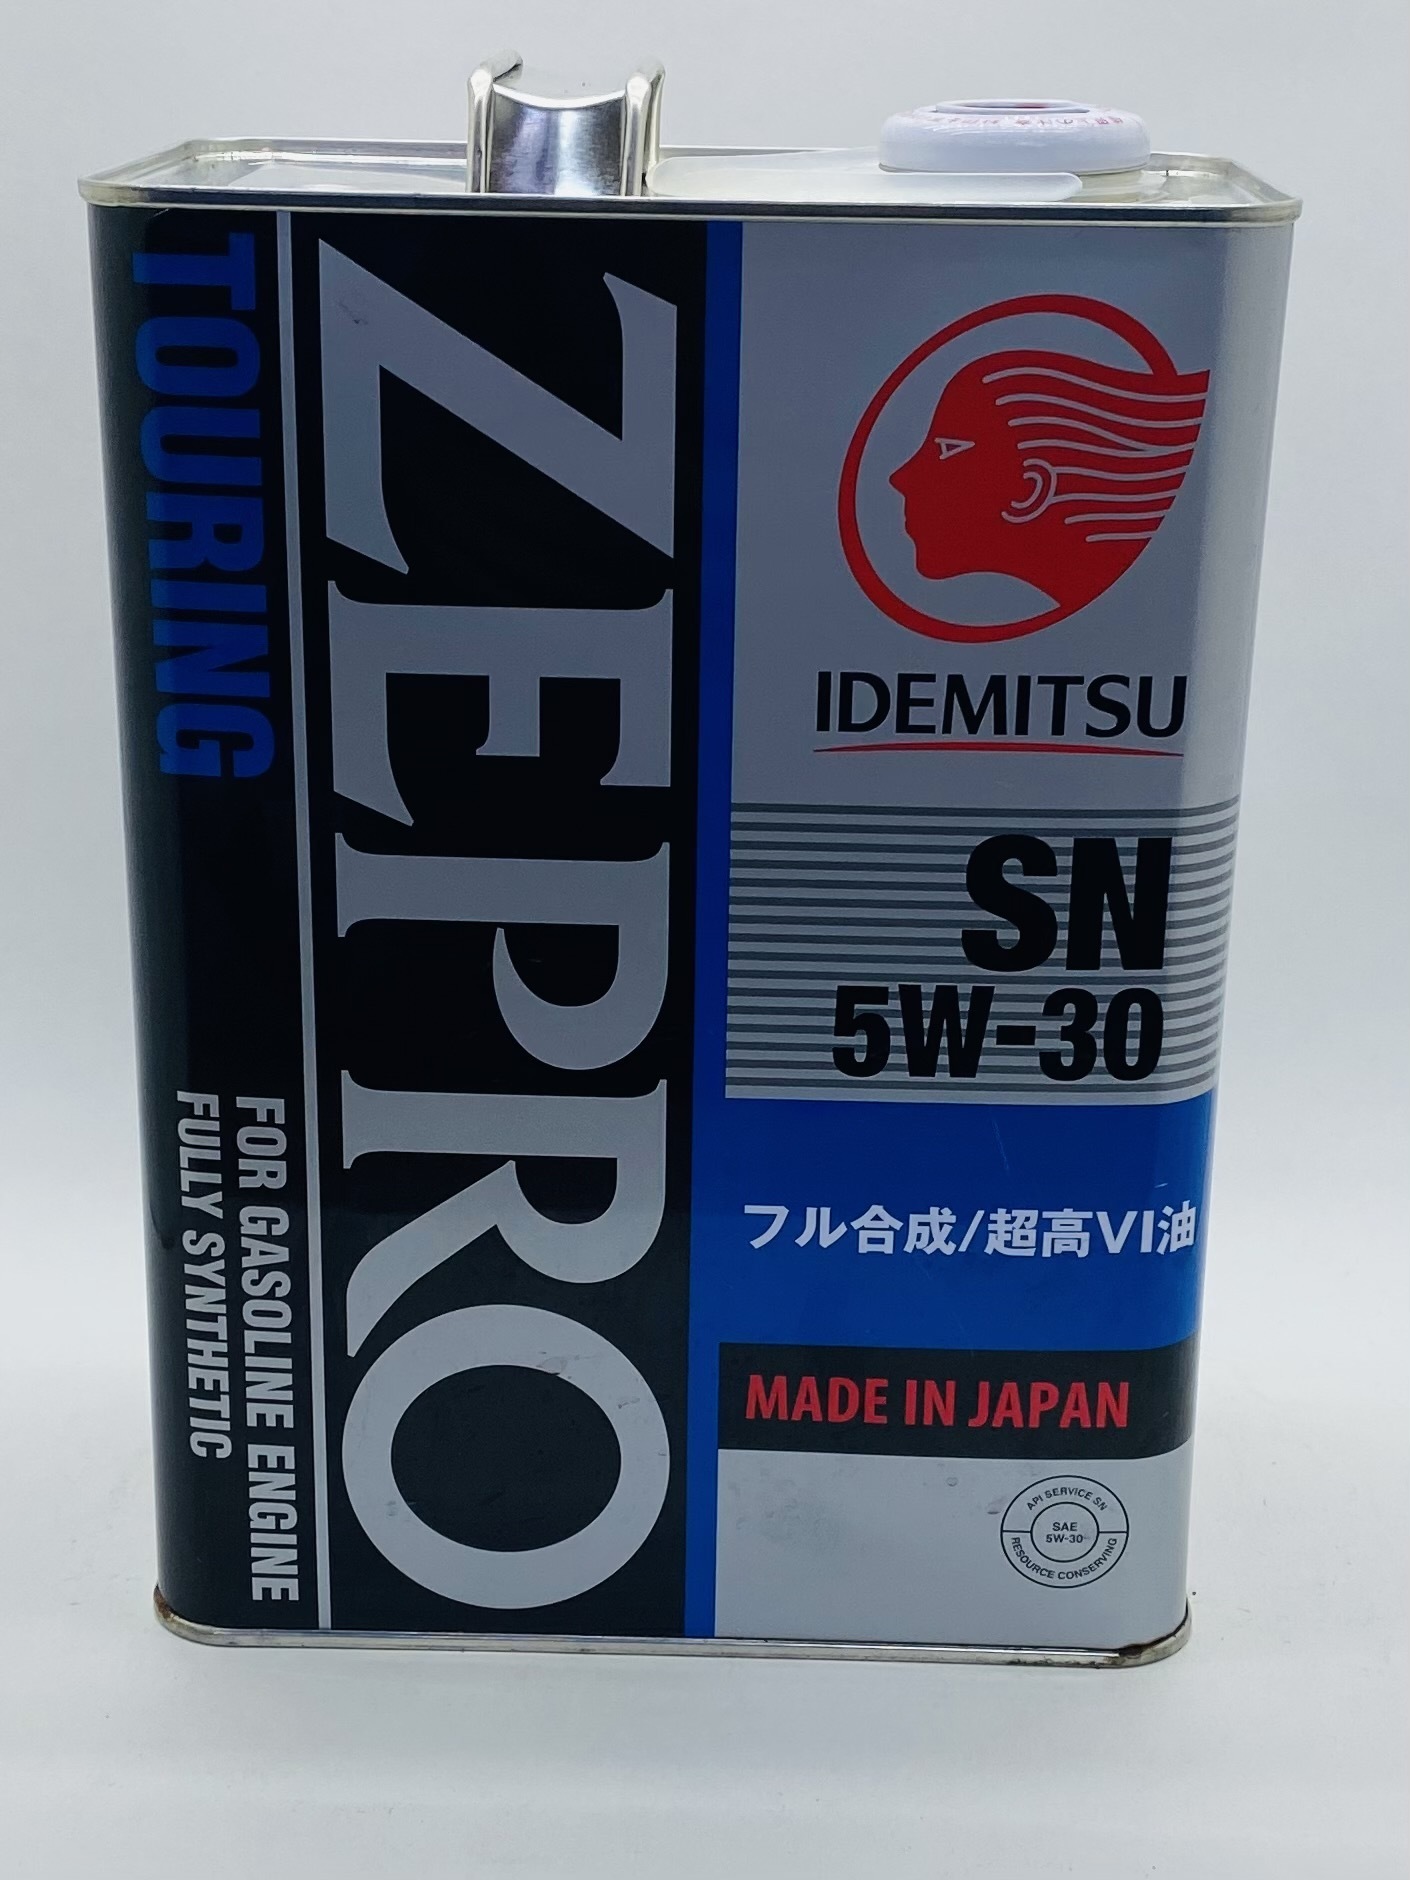 TOURING
ZEPRO
FOR GASOLINE ENGINE
FULLY SYNTHETIC
IDEMITSU
SN
5W-30
フル合成/超高VI油
MADE IN JAPAN
API SERVICE SN
SAE
5W-30
RESOURCE CONSERVING